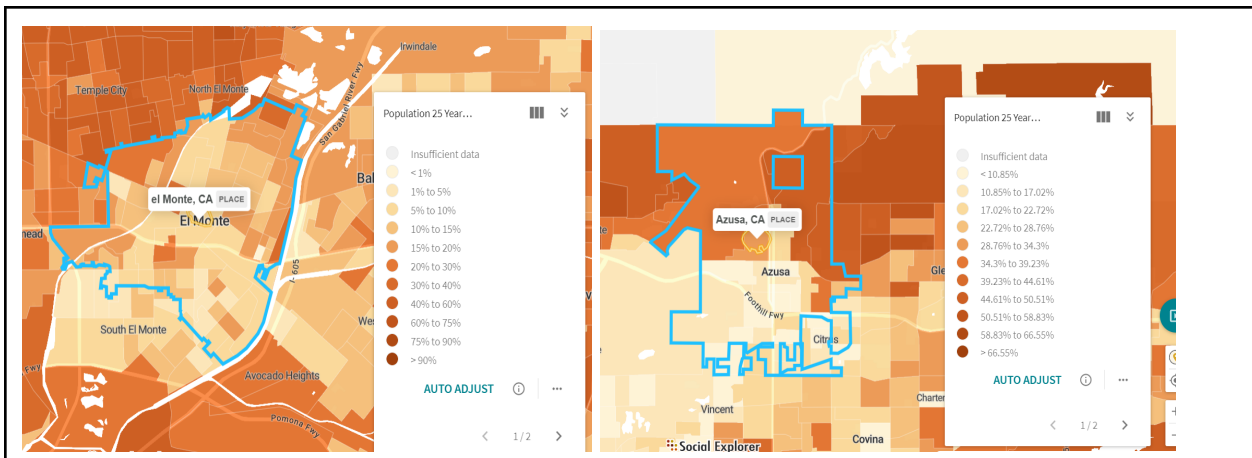 Irwindale
Temple City
North El Monte
San Gabriel River Fwy
Bal
el Monte, CA PLACE
El Monte
mead
I- 605
South El Monte
Wes
Avocado Heights
Fwy
Pomona Fwy
Population 25 Year...
Insufficient data
< 1%
1% to 5%
5% to 10%
10% to 15%
15% to 20%
20% to 30%
30% to 40%
40% to 60%
60% to 75%
75% to 90%
> 90%
AUTO ADJUST
1/2
Azusa, CA PLACE
te
Azusa
Gle
Foothill Fwy
Citrus
Vincent
Charter
Covina
Social Explorer
Population 25 Year...
Insufficient data
< 10.85%
10.85% to 17.02%
17.02% to 22.72%
22.72% to 28.76%
28.76% to 34.3%
34.3% to 39.23%
39.23% to 44.61%
44.61% to 50.51%
50.51% to 58.83%
58.83% to 66.55%
> 66.55%
AUTO ADJUST
1/2